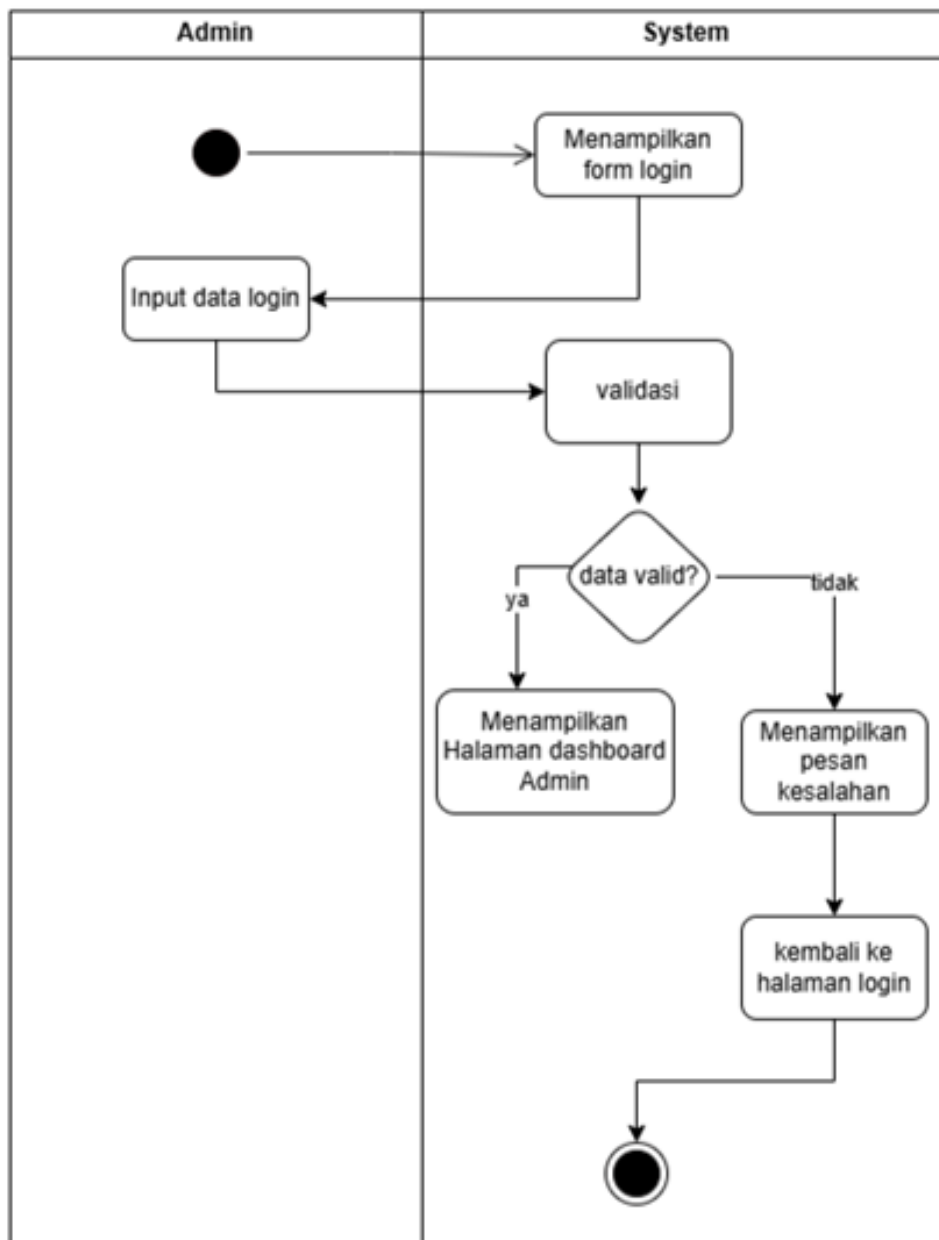 Admin
System
Menampilkan
form login
Input data login
validasi
data valid?
ya
tidak
Menampilkan
Halaman dashboard
Admin
Menampilkan
pesan
kesalahan
kembali ke
halaman login